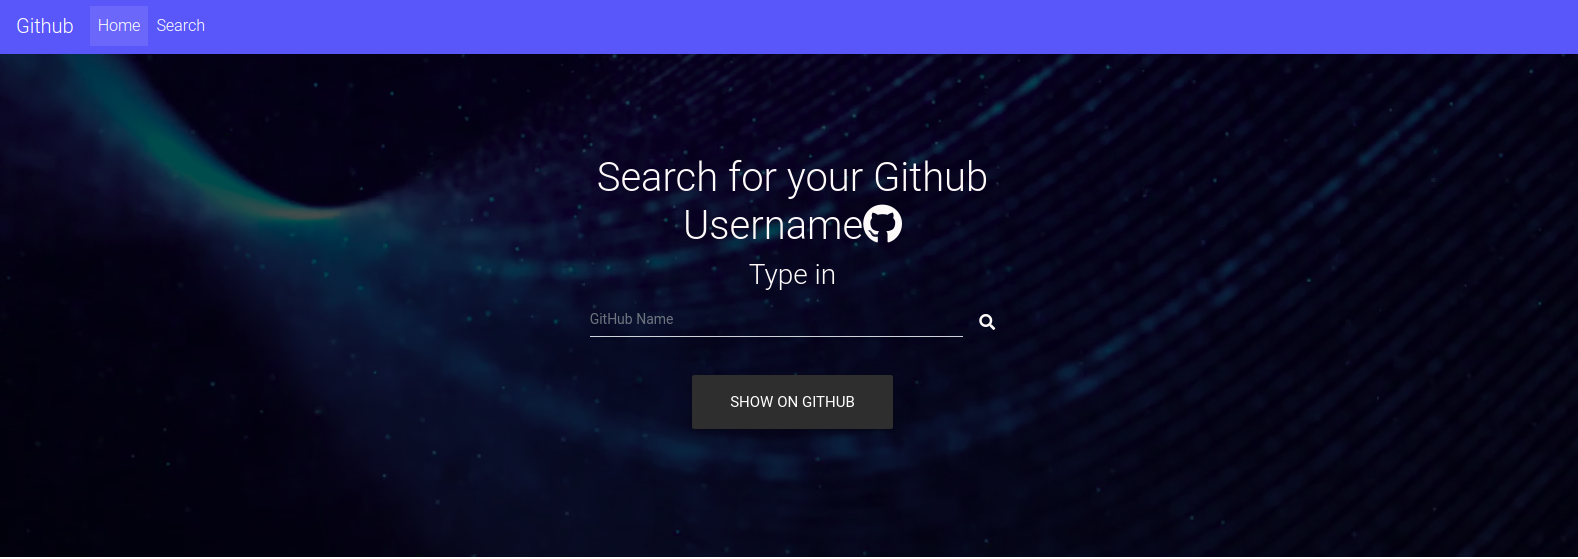 Github Home Search
Search for your Github
Username
Type in
GitHub Name
SHOW ON GITHUB